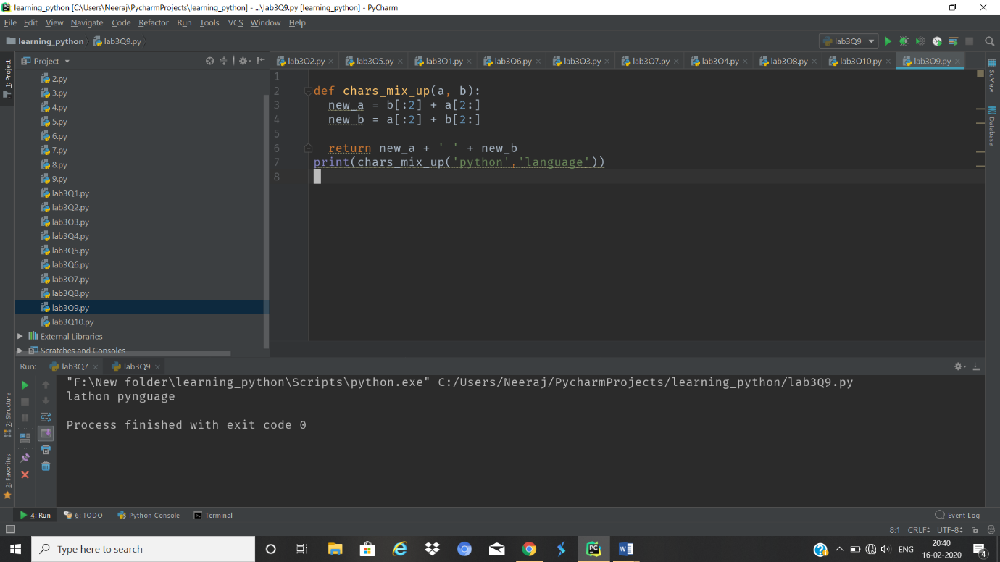 learning_python [C:\Users\Neeraj\PycharmProjects\learning_python] - ...\lab3Q9.py [learning_python] - PyCharm
File Edit View Navigate Code Refactor Run Tools VCS Window Help
learning_python lab3Q9.py lab3Q9
1: Project
Project
lab3Q2.py lab3Q5.py lab3Q1.py lab3Q6.py lab3Q3.py lab3Q7.py lab3Q4.py lab3Q8.py lab3Q10.py lab3Q9.py
2.py
3.py
4.py
5.py
6.py
7.py
8.py
9.py
lab3Q1.py
lab3Q2.py
lab3Q3.py
lab3Q4.py
lab3Q5.py
lab3Q6.py
lab3Q7.py
lab3Q8.py
lab3Q9.py
lab3Q10.py
External Libraries
Scratches and Consoles
1
2 def chars_mix_up(a, b):
3 new_a = b[:2] + a[2:]
4 new_b = a[:2] + b[2:]
5
6 return new_a + ' ' + new_b
7 print(chars_mix_up('python','language'))
8
SciView
Database
Run: lab3Q7 lab3Q9
"F:\New folder\learning_python\Scripts\python.exe" C:/Users/Neeraj/PycharmProjects/learning_python/lab3Q9.py
lathon pynguage
Process finished with exit code 0
7: Structure
2: Favorites
4: Run 6: TODO Python Console Terminal Event Log
8:1 CRLF UTF-8
Type here to search
PC
W
ENG
20:40
16-02-2020
4